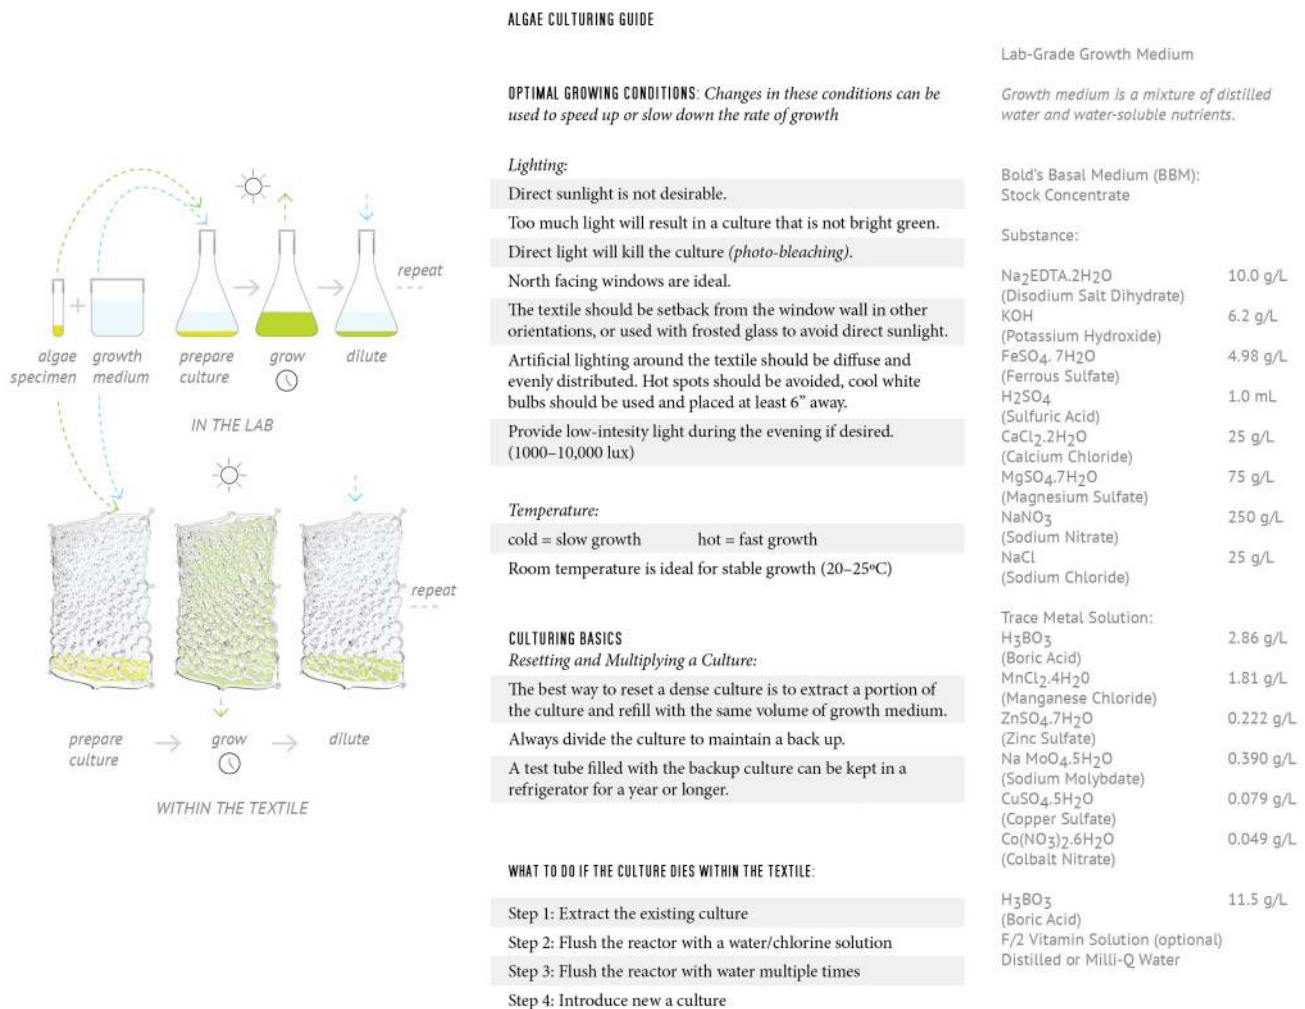 algae
specimen
+
growth
medium
prepare
culture
grow
dilute
repeat
IN THE LAB
repeat
prepare
culture
grow
dilute
WITHIN THE TEXTILE
ALGAE CULTURING GUIDE
OPTIMAL GROWING CONDITIONS: Changes in these conditions can be
used to speed up or slow down the rate of growth
Lighting:
Direct sunlight is not desirable.
Too much light will result in a culture that is not bright green.
Direct light will kill the culture (photo-bleaching).
North facing windows are ideal.
The textile should be setback from the window wall in other
orientations, or used with frosted glass to avoid direct sunlight.
Artificial lighting around the textile should be diffuse and
evenly distributed. Hot spots should be avoided, cool white
bulbs should be used and placed at least 6” away.
Provide low-intesity light during the evening if desired.
(1000–10,000 lux)
Temperature:
cold = slow growth hot = fast growth
Room temperature is ideal for stable growth (20–25ºC)
CULTURING BASICS
Resetting and Multiplying a Culture:
The best way to reset a dense culture is to extract a portion of
the culture and refill with the same volume of growth medium.
Always divide the culture to maintain a back up.
A test tube filled with the backup culture can be kept in a
refrigerator for a year or longer.
WHAT TO DO IF THE CULTURE DIES WITHIN THE TEXTILE:
Step 1: Extract the existing culture
Step 2: Flush the reactor with a water/chlorine solution
Step 3: Flush the reactor with water multiple times
Step 4: Introduce new a culture
Lab-Grade Growth Medium
Growth medium is a mixture of distilled
water and water-soluble nutrients.
Bold's Basal Medium (BBM):
Stock Concentrate
Substance:
Na2EDTA.2H2O 10.0 g/L
(Disodium Salt Dihydrate)
KOH 6.2 g/L
(Potassium Hydroxide)
FeSO4. 7H2O 4.98 g/L
(Ferrous Sulfate)
H2SO4 1.0 mL
(Sulfuric Acid)
CaCl2.2H2O 25 g/L
(Calcium Chloride)
MgSO4.7H2O 75 g/L
(Magnesium Sulfate)
NaNO3 250 g/L
(Sodium Nitrate)
NaCl 25 g/L
(Sodium Chloride)
Trace Metal Solution:
H3BO3 2.86 g/L
(Boric Acid)
MnCl2.4H20 1.81 g/L
(Manganese Chloride)
ZnSO4.7H2O 0.222 g/L
(Zinc Sulfate)
Na MoO4.5H2O 0.390 g/L
(Sodium Molybdate)
CuSO4.5H2O 0.079 g/L
(Copper Sulfate)
Co(NO3)2.6H2O 0.049 g/L
(Colbalt Nitrate)
H3BO3 11.5 g/L
(Boric Acid)
F/2 Vitamin Solution (optional)
Distilled or Milli-Q Water